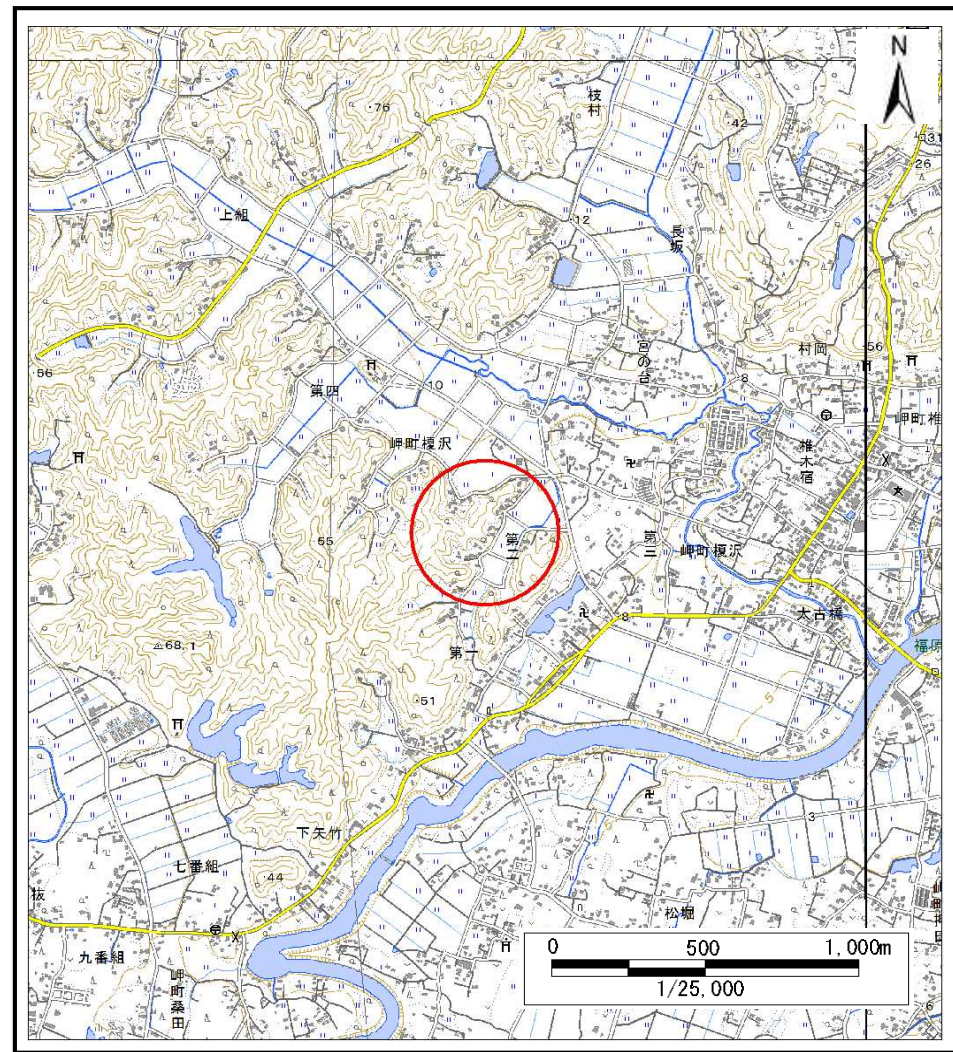 N
枝村
76
42
31
26
上組
12
長坂
56
村岡
56
宮の台
8
第四
10
岬町榎沢
岬町椎
椎木宿
第二
第三
岬町榎沢
55
太古橋
福原
8
68.1
第一
51
5
下矢竹
3
七番組
44
松堀
抜
九番組
岬町桑田
6
0 500 1,000m
1/25,000